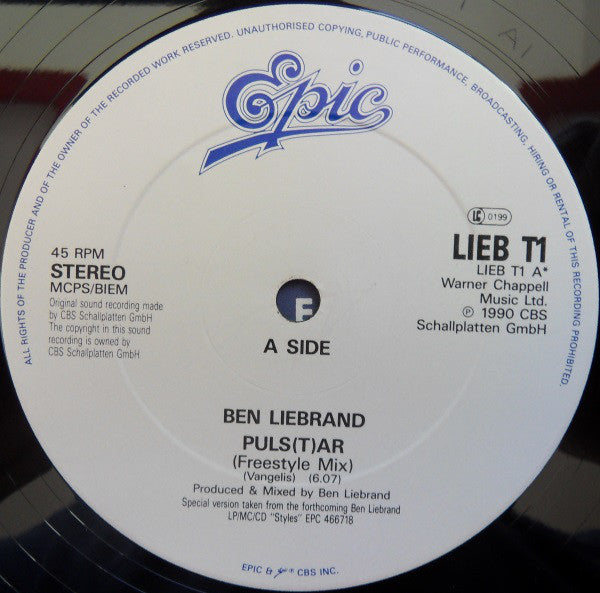 ALL RIGHTS OF THE PRODUCER AND OF THE OWNER OF THE RECORDED WORK RESERVED. UNAUTHORISED COPYING, PUBLIC PERFORMANCE, BROADCASTING, HIRING OR RENTAL OF THIS RECORDING PROHIBITED.
Epic
LC 0199
45 RPM
STEREO
MCPS/BIEM
Original sound recording made
by CBS Schallplatten GmbH
The copyright in this sound
recording is owned by
CBS Schallplatten GmbH
LIEB T1
LIEB T1 A*
Warner Chappell
Music Ltd.
℗ 1990 CBS
Schallplatten GmbH
E
A SIDE
BEN LIEBRAND
PULS(T)AR
(Freestyle Mix)
(Vangelis) (6.07)
Produced & Mixed by Ben Liebrand
Special version taken from the forthcoming Ben Liebrand
LP/MC/CD "Styles" EPC 466718
EPIC & ® CBS INC.